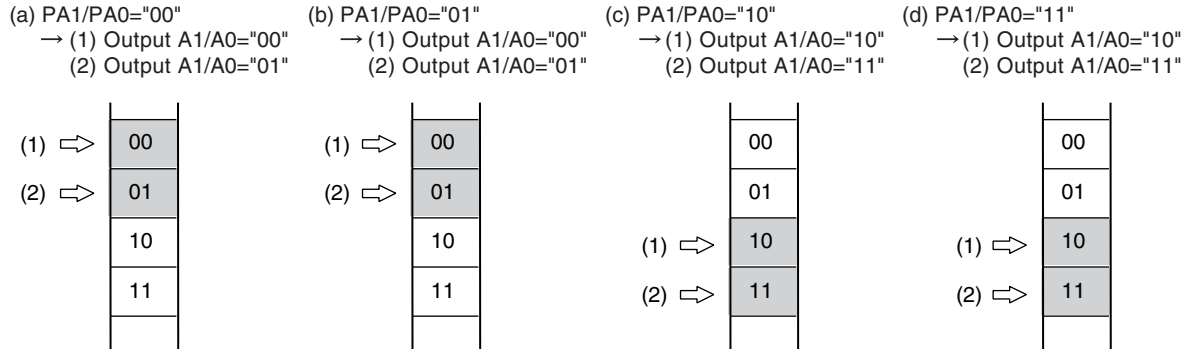 (a) PA1/PA0="00"
→ (1) Output A1/A0="00"
(2) Output A1/A0="01"
(1) 00
(2) 01
10
11
(b) PA1/PA0="01"
→ (1) Output A1/A0="00"
(2) Output A1/A0="01"
(1) 00
(2) 01
10
11
(c) PA1/PA0="10"
→ (1) Output A1/A0="10"
(2) Output A1/A0="11"
00
01
(1) 10
(2) 11
(d) PA1/PA0="11"
→ (1) Output A1/A0="10"
(2) Output A1/A0="11"
00
01
(1) 10
(2) 11